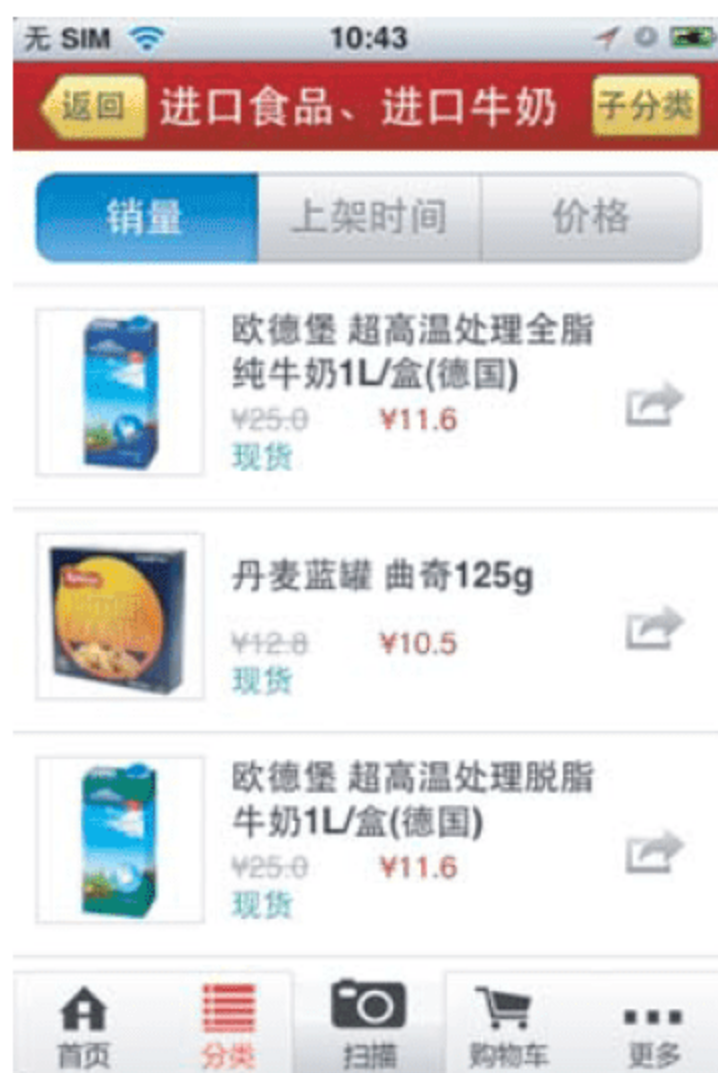 无 SIM 10:43
返回 进口食品、进口牛奶 子分类
销量 上架时间 价格
欧德堡 超高温处理全脂
纯牛奶1L/盒(德国)
¥25.0 ¥11.6
现货
丹麦蓝罐 曲奇125g
¥12.8 ¥10.5
现货
欧德堡 超高温处理脱脂
牛奶1L/盒(德国)
¥25.0 ¥11.6
现货
首页 分类 扫描 购物车 更多